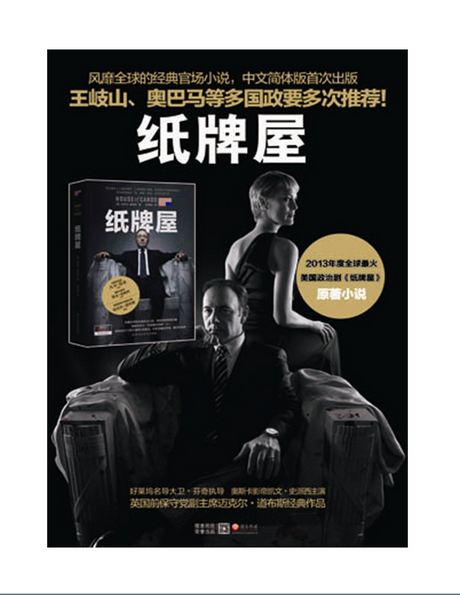 风靡全球的经典官场小说，中文简体版首次出版
王岐山、奥巴马等多国政要多次推荐！
纸牌屋
HOUSE of CARDS
纸牌屋
纸牌屋
2013年度全球最火
美国政治剧《纸牌屋》
原著小说
好莱坞名导大卫·芬奇执导 奥斯卡影帝凯文·史派西主演
英国前保守党副主席迈克尔·道布斯经典作品